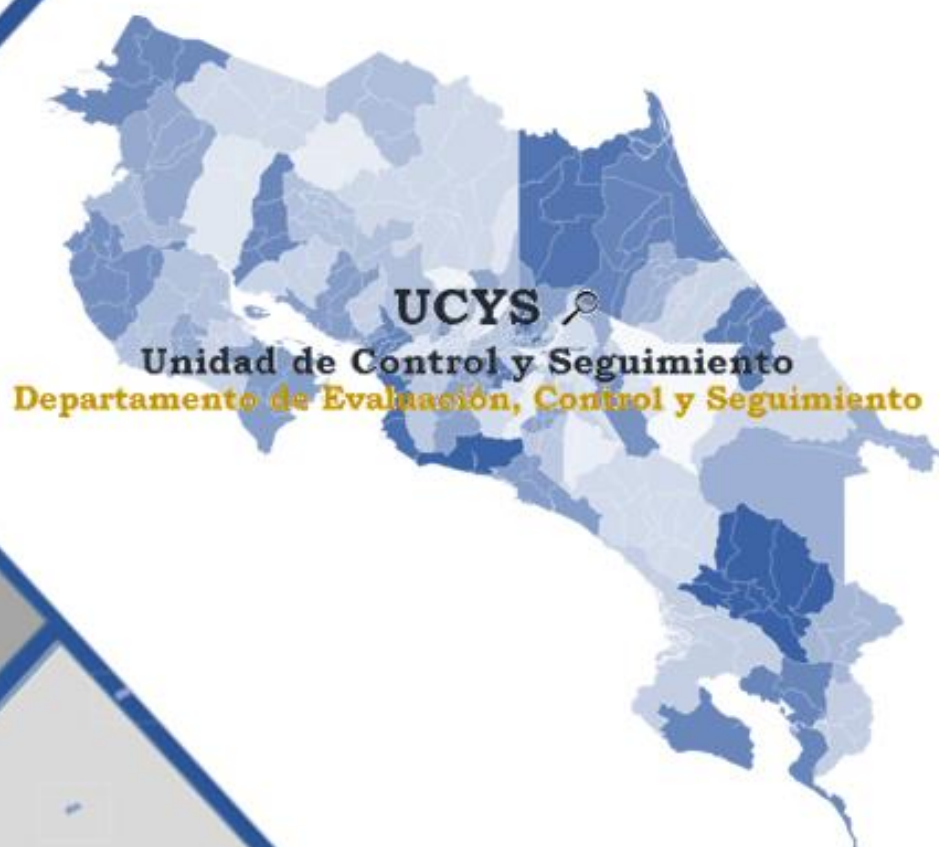 UCYS
Unidad de Control y Seguimiento
Departamento de Evaluación, Control y Seguimiento